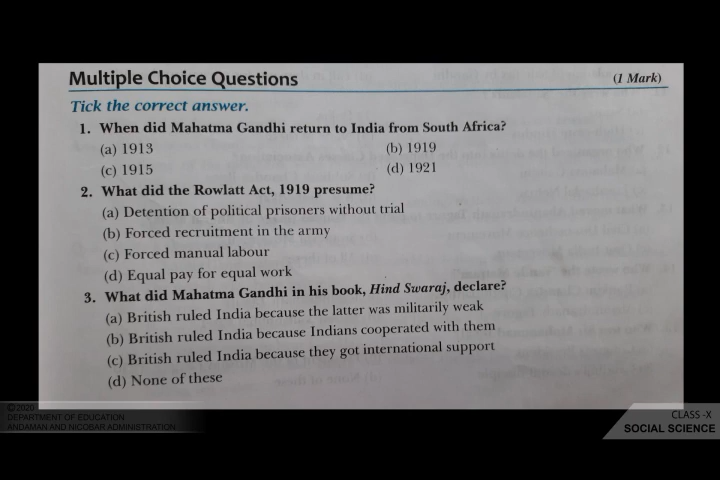 Multiple Choice Questions (1 Mark)
Tick the correct answer.
1. When did Mahatma Gandhi return to India from South Africa?
(a) 1913 (b) 1919
(c) 1915 (d) 1921
2. What did the Rowlatt Act, 1919 presume?
(a) Detention of political prisoners without trial
(b) Forced recruitment in the army
(c) Forced manual labour
(d) Equal pay for equal work
3. What did Mahatma Gandhi in his book, Hind Swaraj, declare?
(a) British ruled India because the latter was militarily weak
(b) British ruled India because Indians cooperated with them
(c) British ruled India because they got international support
(d) None of these
©2020
DEPARTMENT OF EDUCATION
ANDAMAN AND NICOBAR ADMINISTRATION
CLASS -X
SOCIAL SCIENCE